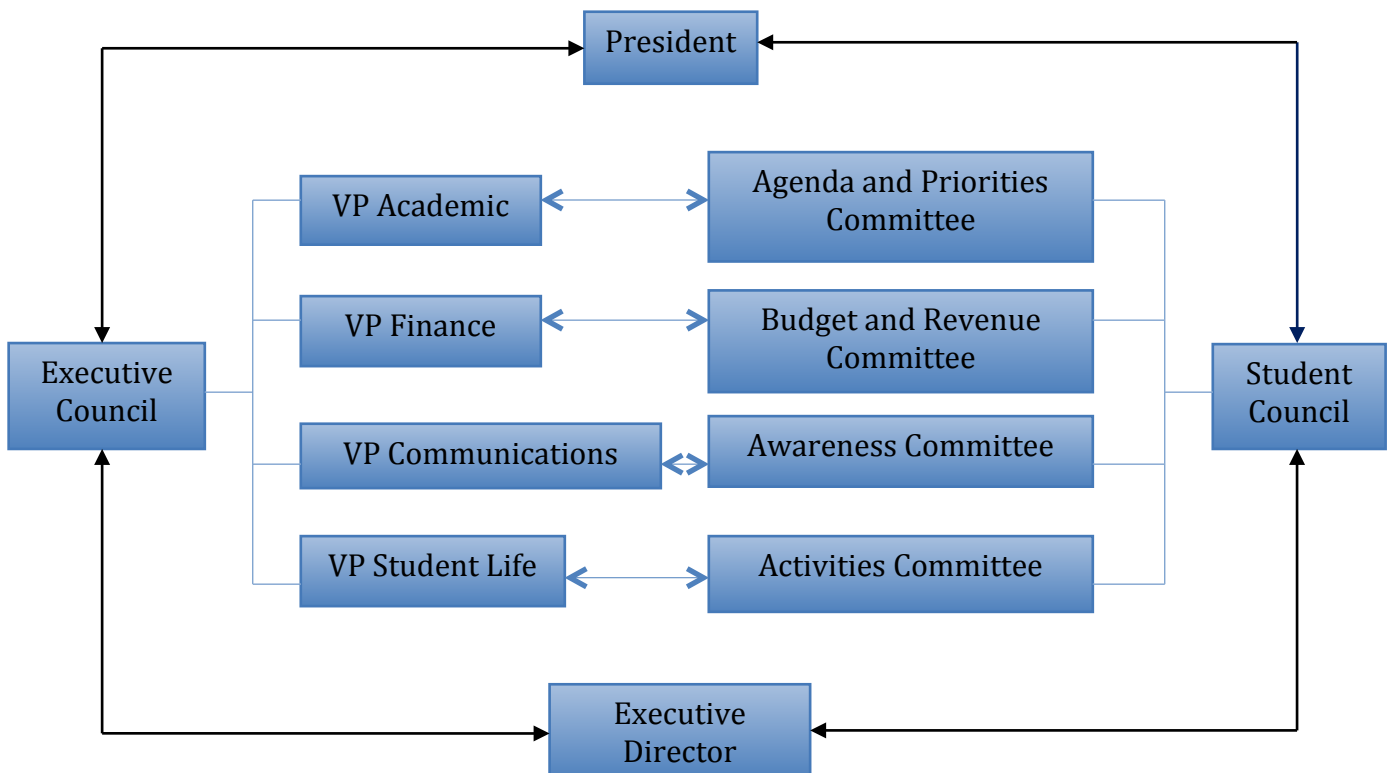 President
VP Academic
Agenda and Priorities
Committee
VP Finance
Budget and Revenue
Committee
Executive
Council
Student
Council
VP Communications
Awareness Committee
VP Student Life
Activities Committee
Executive
Director